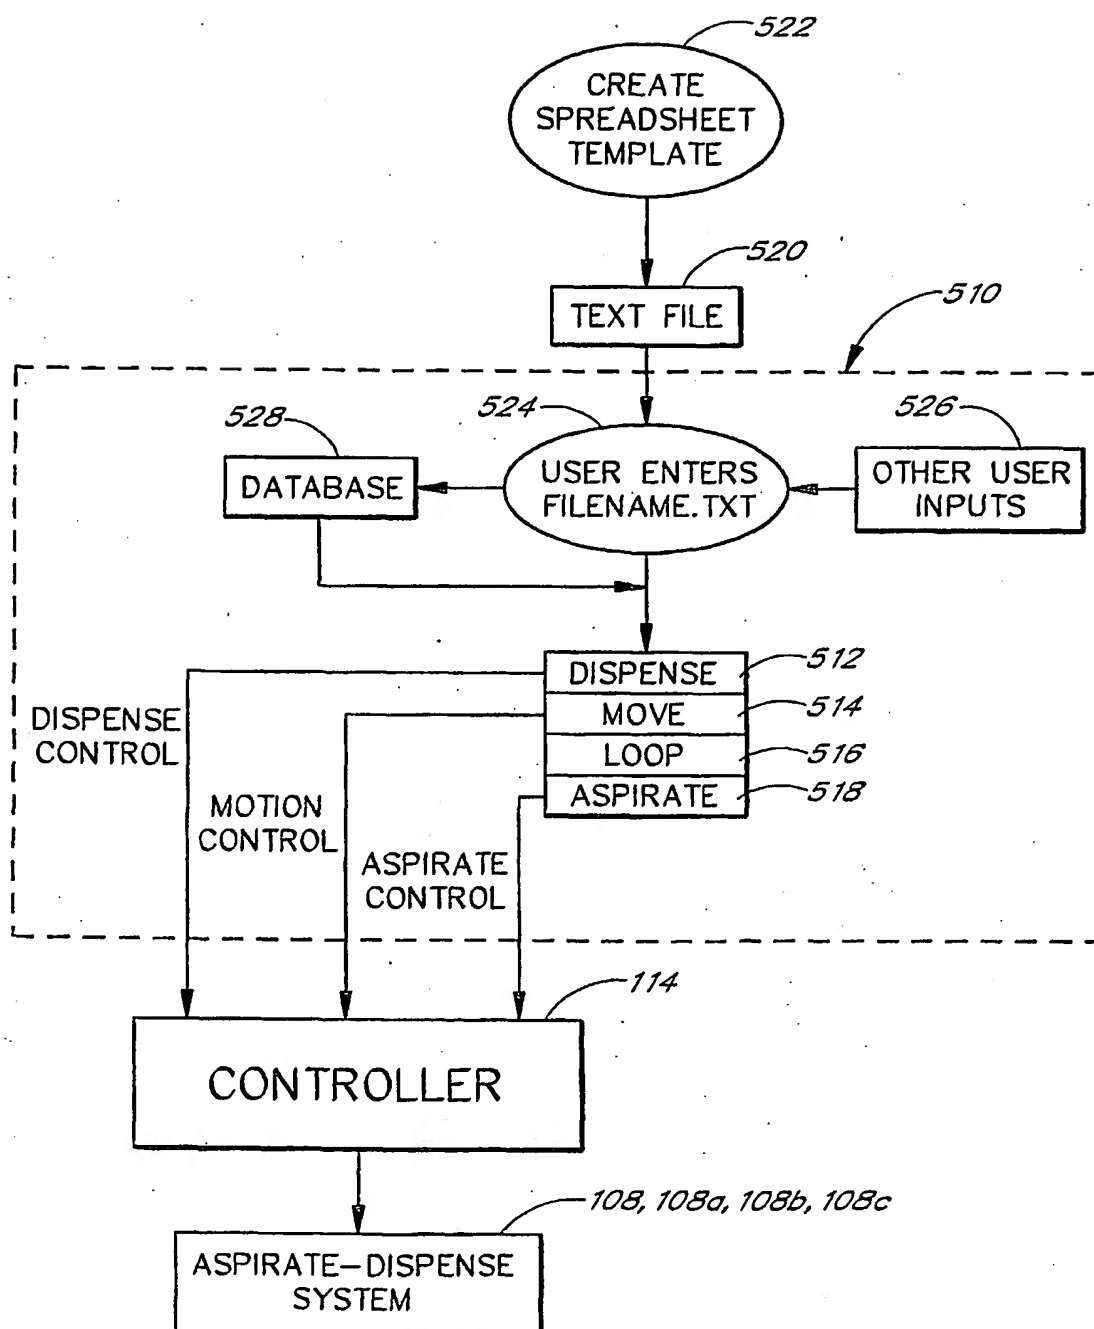 522
CREATE
SPREADSHEET
TEMPLATE
520
TEXT FILE
510
528
524
526
DATABASE
USER ENTERS
FILENAME.TXT
OTHER USER
INPUTS
DISPENSE
512
MOVE
514
LOOP
516
ASPIRATE
518
DISPENSE
CONTROL
MOTION
CONTROL
ASPIRATE
CONTROL
114
CONTROLLER
108, 108a, 108b, 108c
ASPIRATE-DISPENSE
SYSTEM